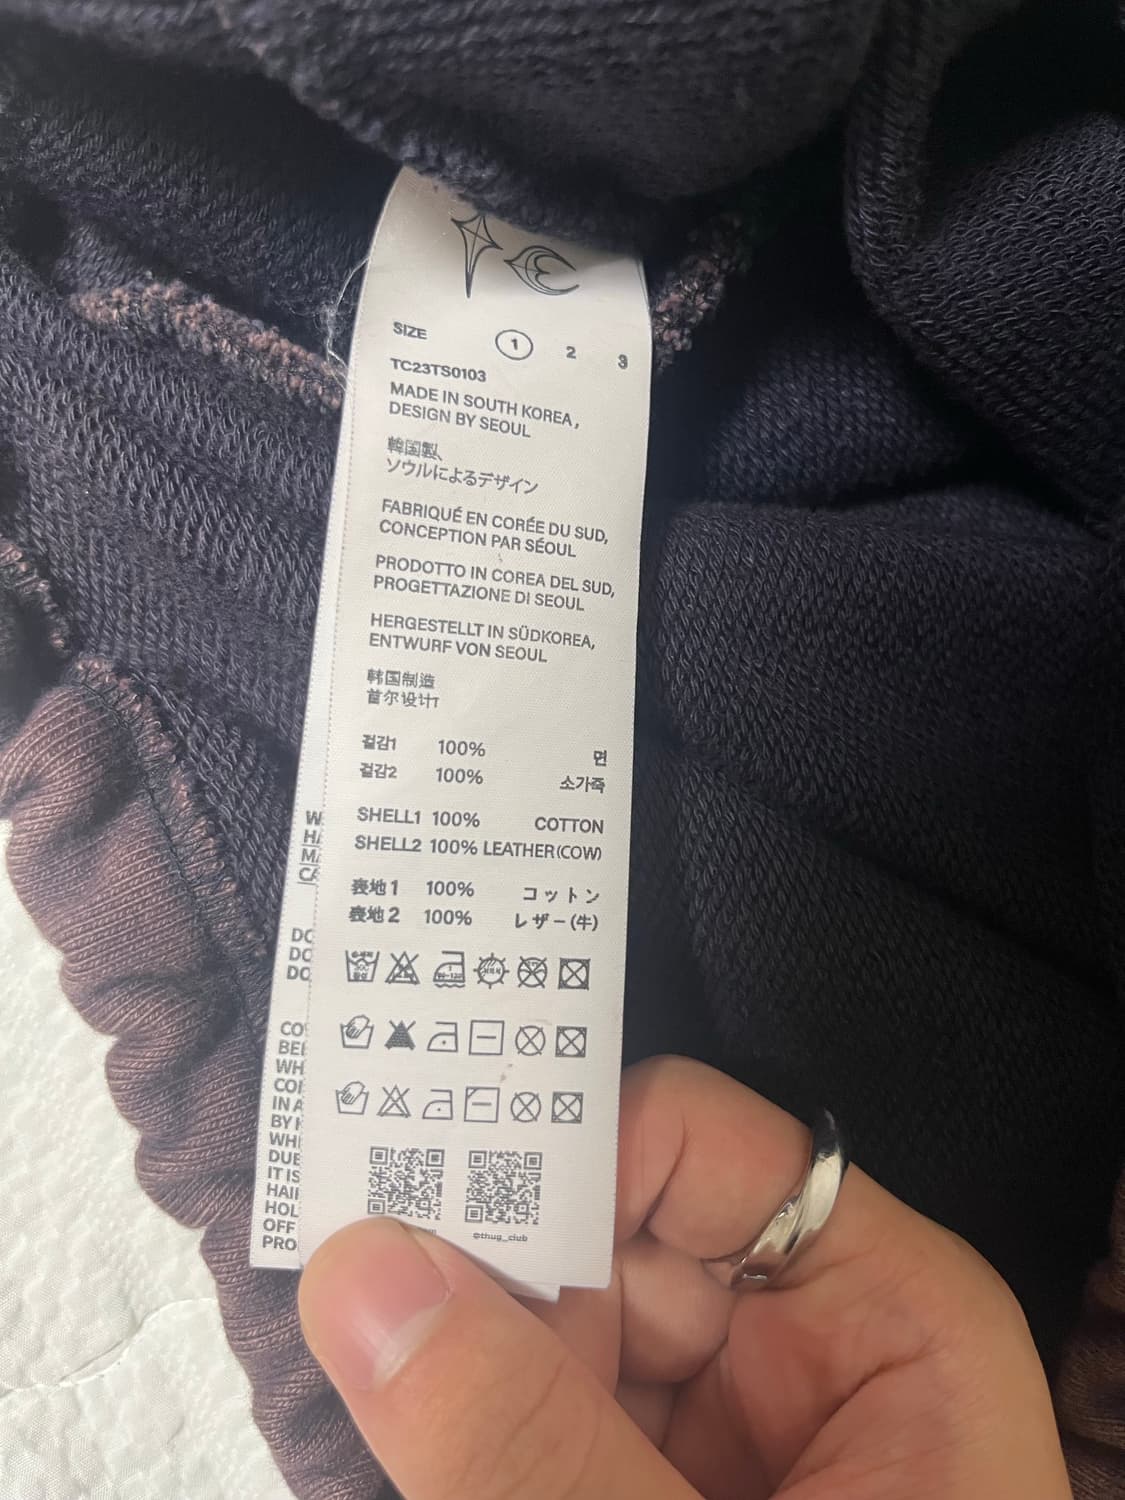 SIZE 1 2 3
TC23TS0103
MADE IN SOUTH KOREA,
DESIGN BY SEOUL
韓国製、
ソウルによるデザイン
FABRIQUÉ EN CORÉE DU SUD,
CONCEPTION PAR SÉOUL
PRODOTTO IN COREA DEL SUD,
PROGETTAZIONE DI SEOUL
HERGESTELLT IN SÜDKOREA,
ENTWURF VON SEOUL
韩国制造
首尔设计
겉감1 100% 면
겉감2 100% 소가죽
SHELL1 100% COTTON
SHELL2 100% LEATHER(COW)
表地1 100% コットン
表地2 100% レザー(牛)
@thug_club
DUE
IT IS
OFF